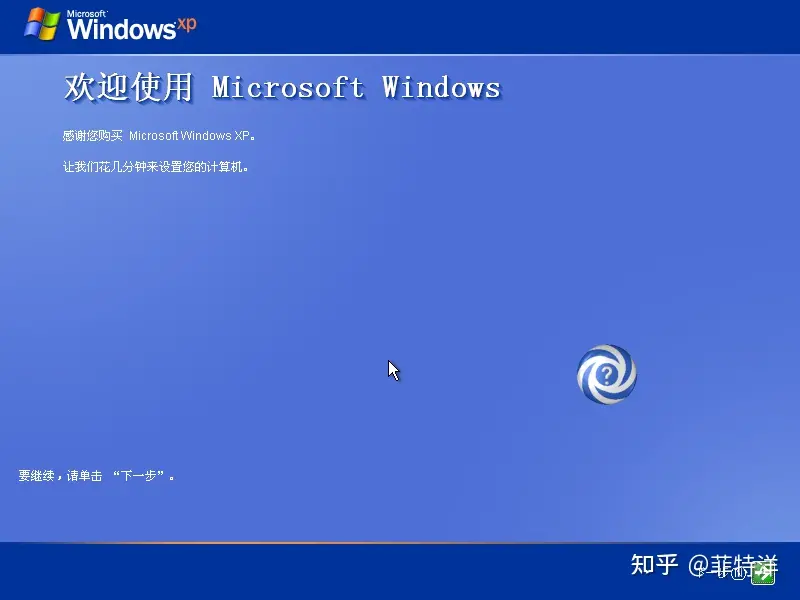 Microsoft®
Windows xp
欢迎使用 Microsoft Windows
感谢您购买 Microsoft Windows XP。
让我们花几分钟来设置您的计算机。
?
要继续，请单击 “下一步”。
知乎 @菲特洋